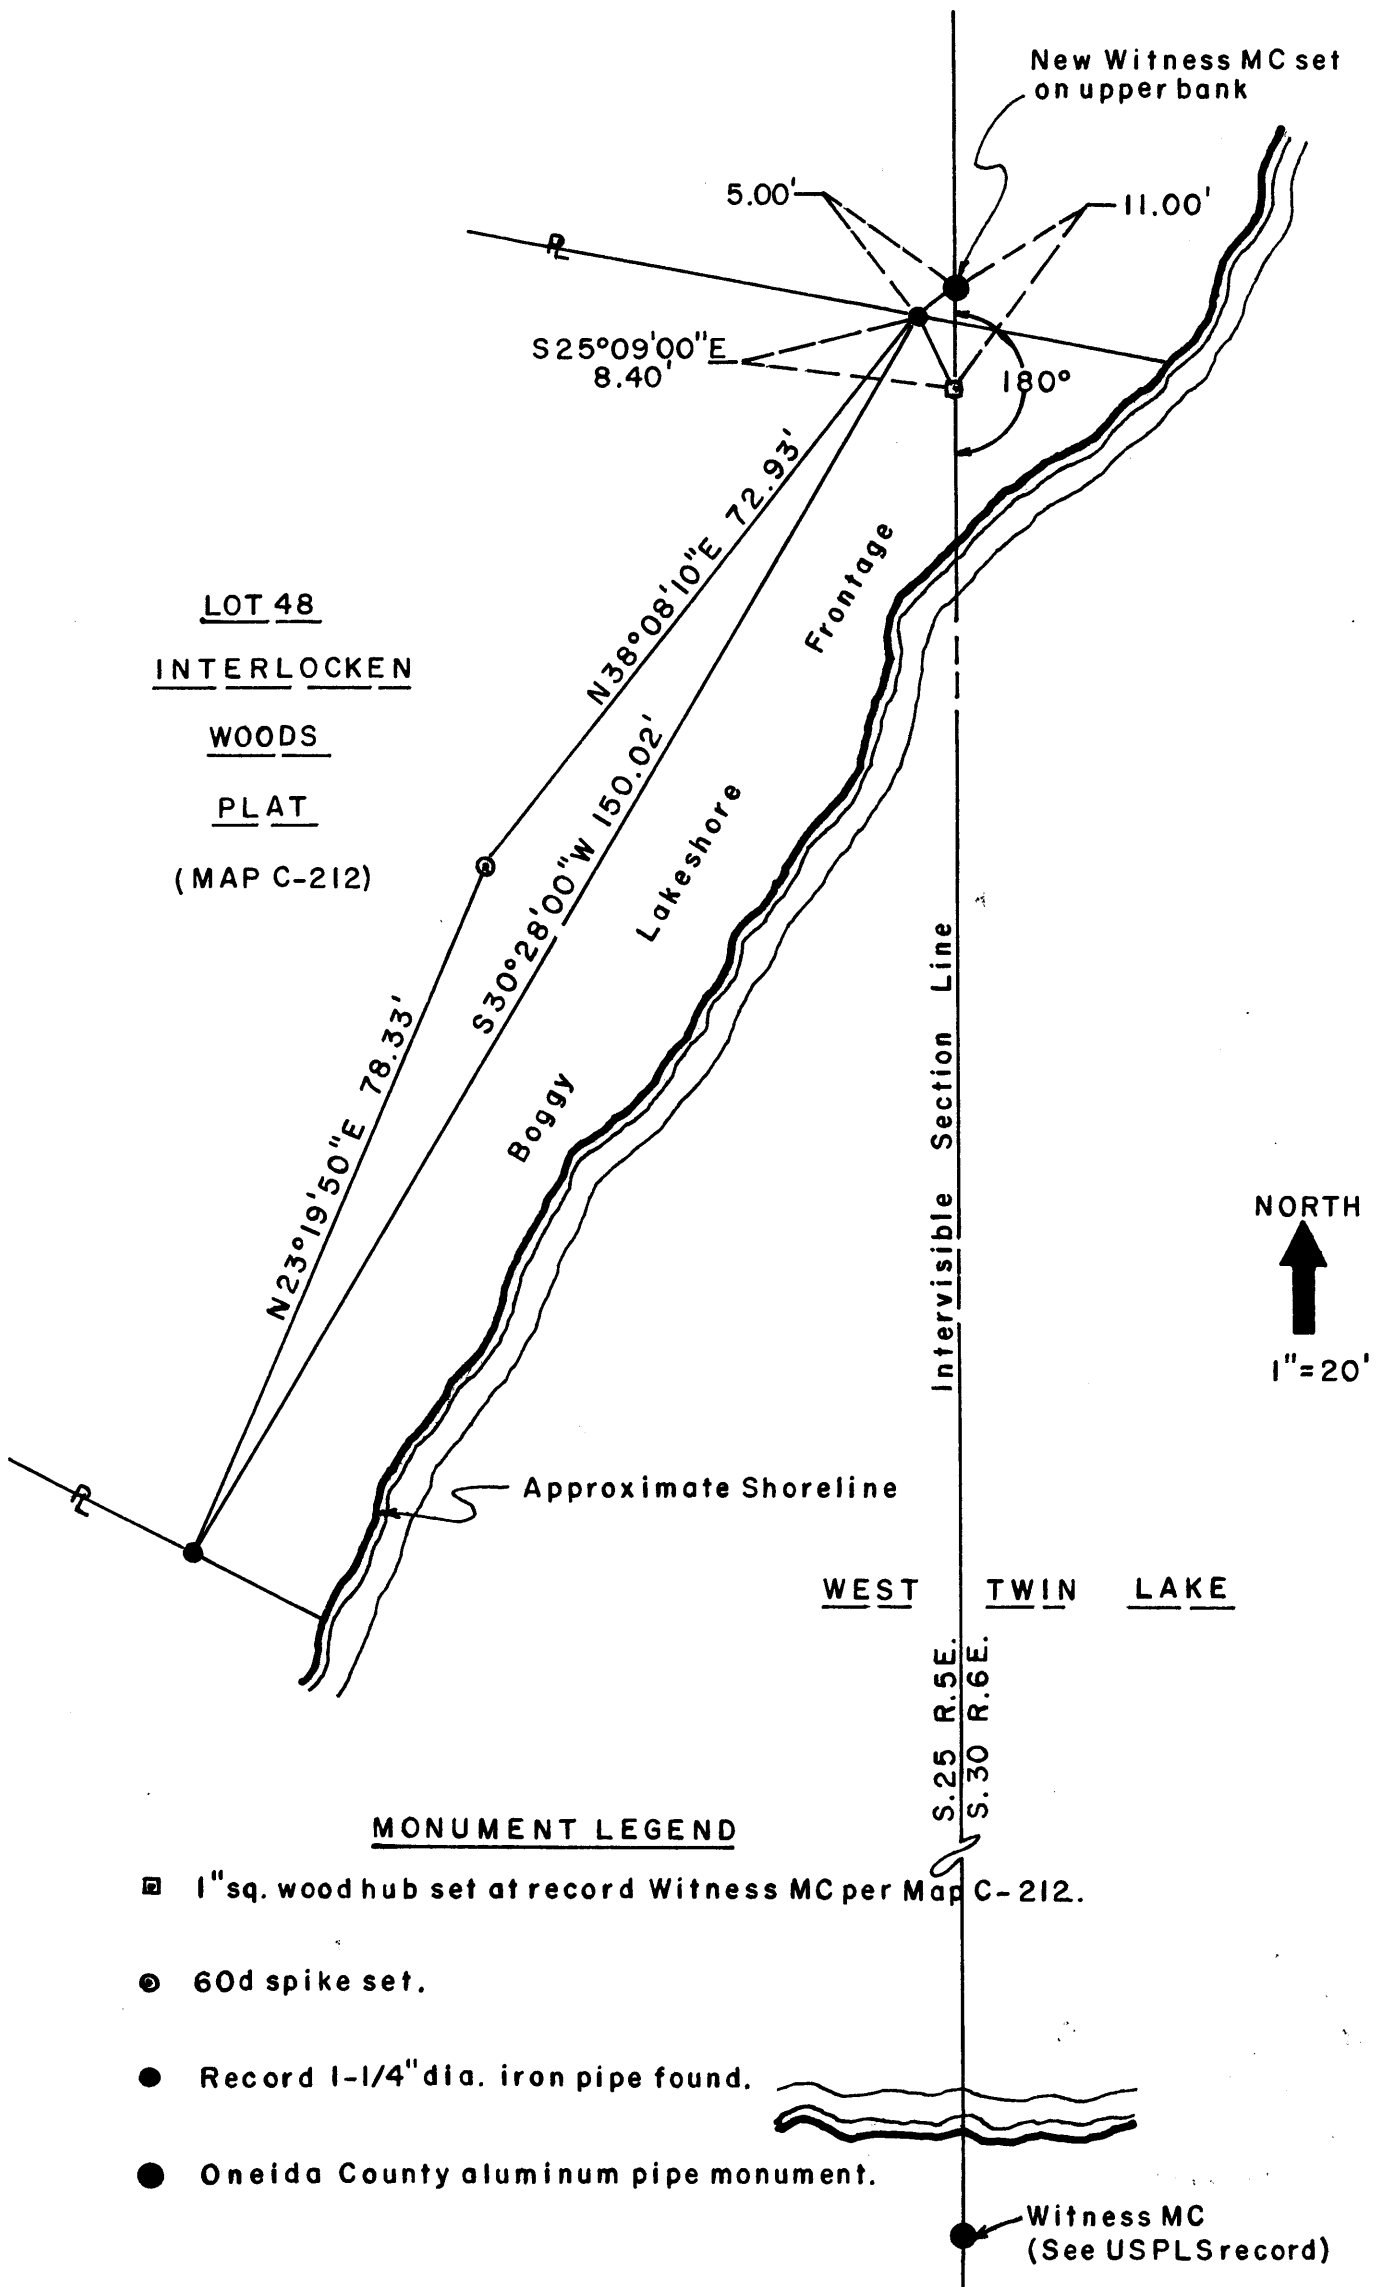 New Witness MC set
on upper bank
5.00'
11.00'
PL
S25°09'00"E
8.40'
180°
N38°08'10"E 72.93'
Frontage
LOT 48
INTERLOCKEN
WOODS
PLAT
(MAP C-212)
S30°28'00"W 150.02'
Lakeshore
Intervisible Section Line
N23°19'50"E 78.33'
Boggy
NORTH
1"=20'
PL
Approximate Shoreline
WEST TWIN LAKE
S.25 R.5E.
S.30 R.6E.
MONUMENT LEGEND
1"sq. wood hub set at record Witness MC per Map C-212.
60d spike set.
Record 1-1/4"dia. iron pipe found.
Oneida County aluminum pipe monument.
Witness MC
(See USPLS record)